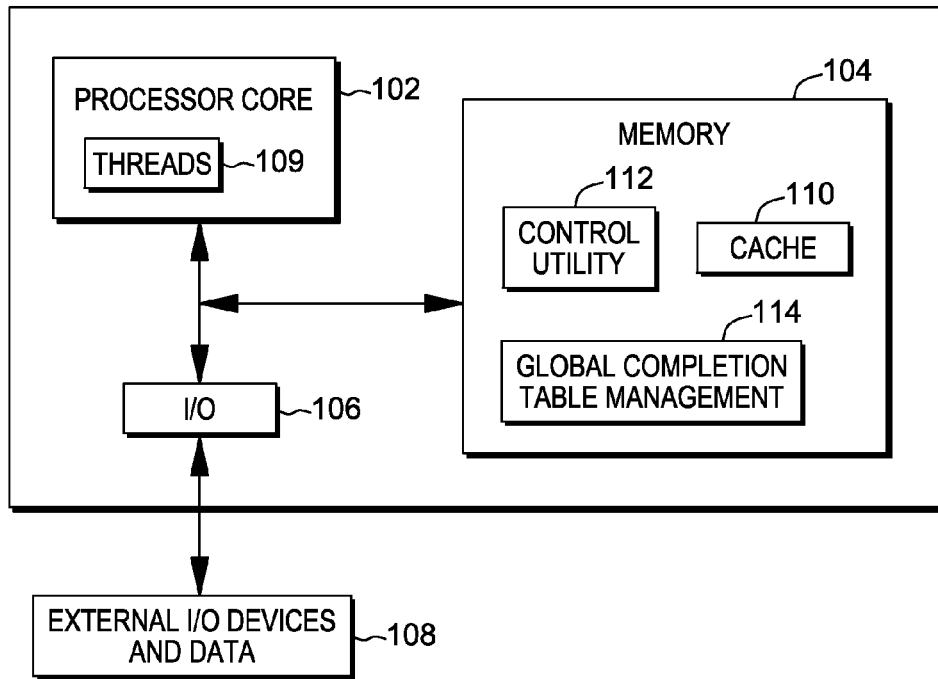 PROCESSOR CORE
102
THREADS
109
104
MEMORY
112
CONTROL
UTILITY
110
CACHE
114
GLOBAL COMPLETION
TABLE MANAGEMENT
I/O
106
EXTERNAL I/O DEVICES
AND DATA
108